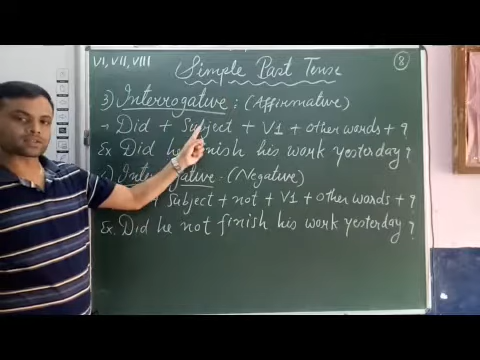 VI, VII, VIII
Simple Past Tense
8
3) Interrogative : (Affirmative)
→ Did + Subject + V1 + other words + ?
Ex. Did he finish his work yesterday ?
Interrogative : (Negative)
+ Subject + not + V1 + other words + ?
Ex. Did he not finish his work yesterday ?